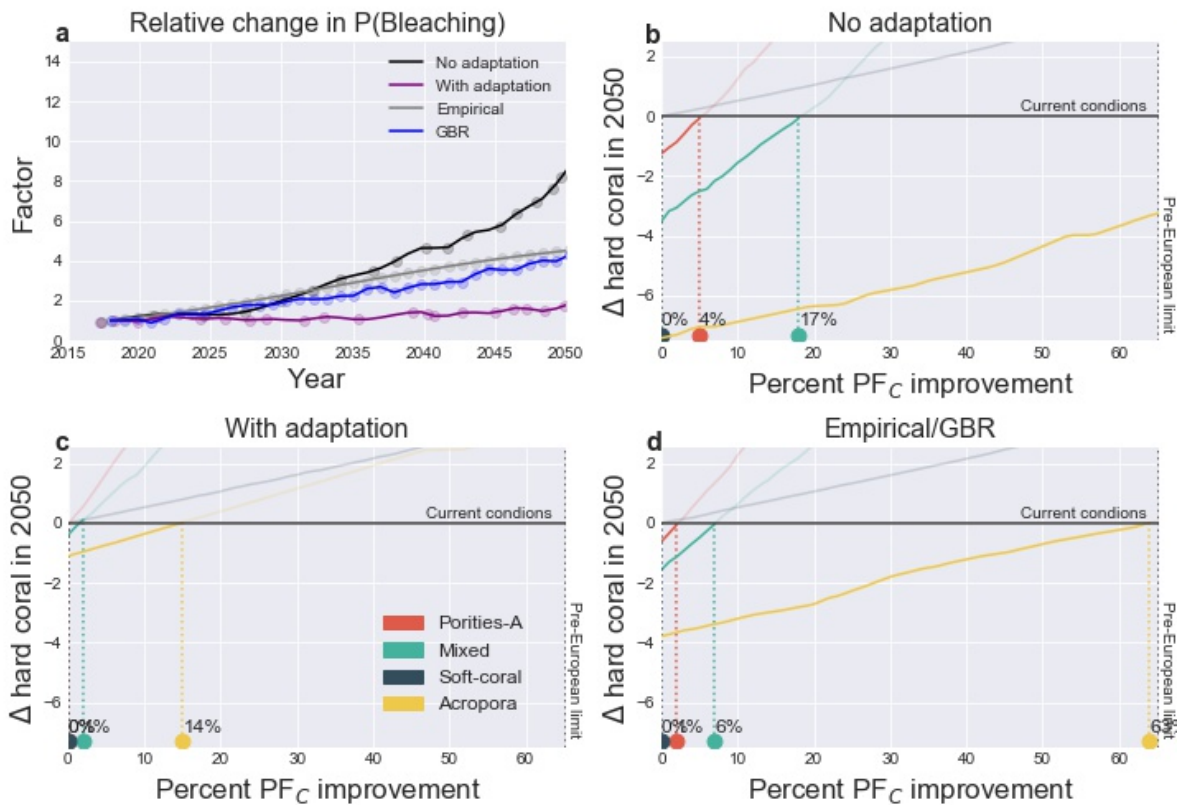 a
Relative change in P(Bleaching)
14
12
10
8
6
4
2
0
Factor
No adaptation
With adaptation
Empirical
GBR
2015
2020
2025
2030
2035
2040
2045
2050
Year
b
No adaptation
2
0
−2
−4
−6
Δ hard coral in 2050
Current condions
Pre-European limit
0%
4%
17%
0
10
20
30
40
50
60
Percent PFC improvement
c
With adaptation
2
0
−2
−4
−6
Δ hard coral in 2050
Current condions
Pre-European limit
Porities-A
Mixed
Soft-coral
Acropora
14%
0
10
20
30
40
50
60
Percent PFC improvement
d
Empirical/GBR
2
0
−2
−4
−6
Δ hard coral in 2050
Current condions
Pre-European limit
0%
1%
6%
0
10
20
30
40
50
60
Percent PFC improvement